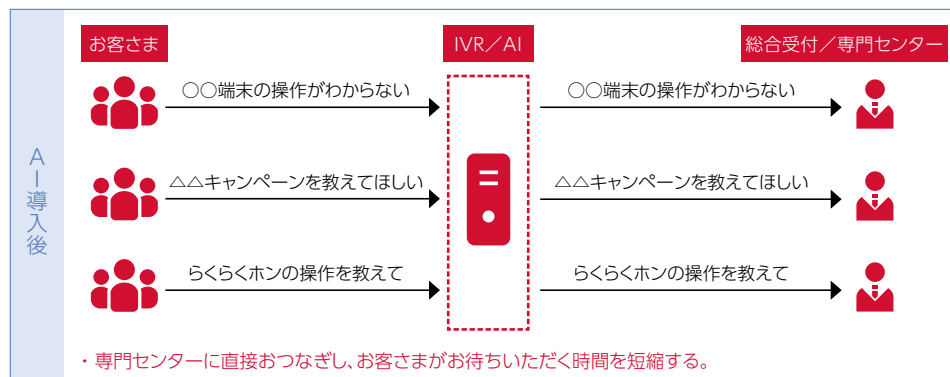 お客さま
IVR／AI
総合受付／専門センター
○○端末の操作がわからない
○○端末の操作がわからない
△△キャンペーンを教えてほしい
△△キャンペーンを教えてほしい
らくらくホンの操作を教えて
らくらくホンの操作を教えて
AI導入後
・専門センターに直接おつなぎし、お客さまがお待ちいただく時間を短縮する。